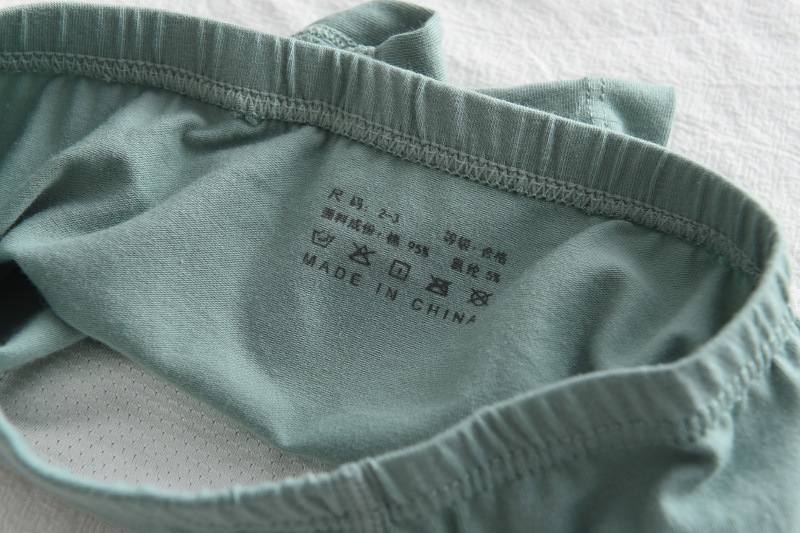 尺码：2-3 等级：合格
面料成份：棉 95% 氨纶 5%
MADE IN CHINA